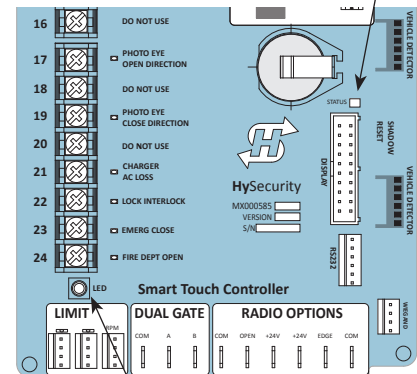 16 DO NOT USE
17 PHOTO EYE
OPEN DIRECTION
18 DO NOT USE
19 PHOTO EYE
CLOSE DIRECTION
20 DO NOT USE
21 CHARGER
AC LOSS
22 LOCK INTERLOCK
23 EMERG CLOSE
24 FIRE DEPT OPEN
LED
VEHICLE DETECTOR
STATUS
SHADOW
RESET
DISPLAY
HySecurity
MX000585
VERSION
S/N
VEHICLE DETECTOR
RS232
Smart Touch Controller
WIEGAND
LIMIT
RPM
DUAL GATE
COM A B
RADIO OPTIONS
COM OPEN +24V +24V EDGE COM